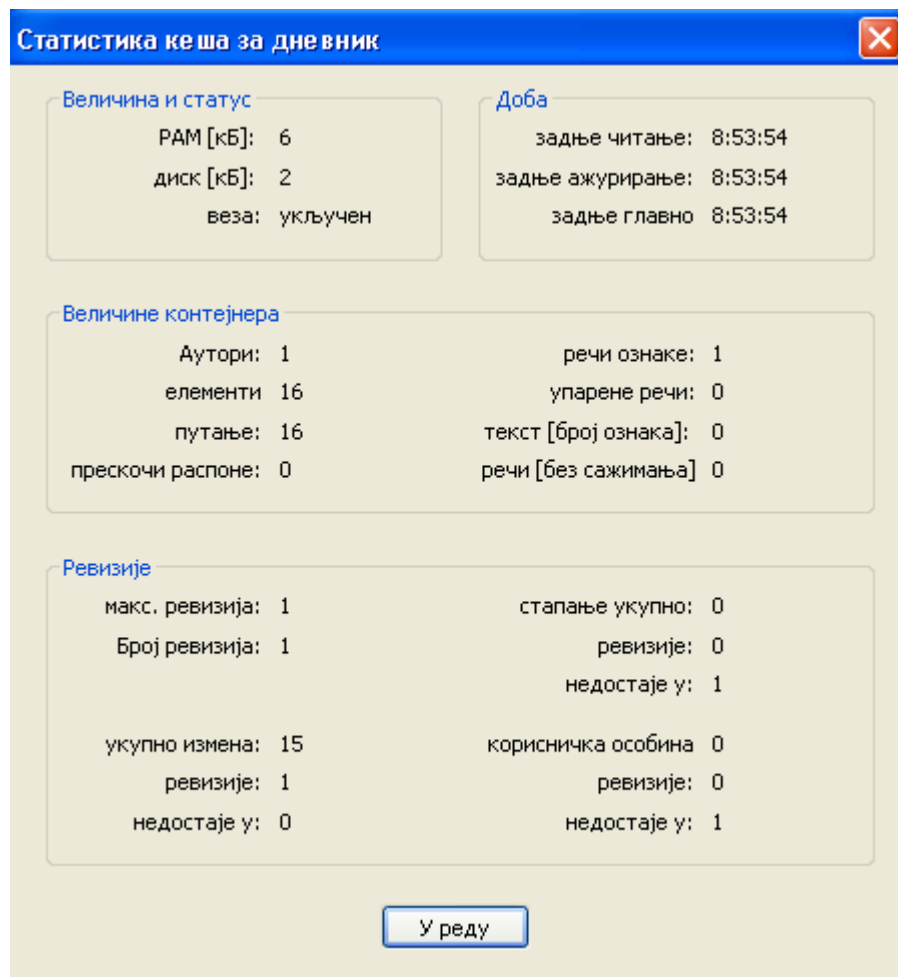 Статистика кеша за дневник
Величина и статус
РАМ [кБ]: 6
диск [кБ]: 2
веза: укључен
Доба
задње читање: 8:53:54
задње ажурирање: 8:53:54
задње главно 8:53:54
Величине контејнера
Аутори: 1
елементи 16
путање: 16
прескочи распоне: 0
речи ознаке: 1
упарене речи: 0
текст [број ознака]: 0
речи [без сажимања] 0
Ревизије
макс. ревизија: 1
Број ревизија: 1
стапање укупно: 0
ревизије: 0
недостаје у: 1
укупно измена: 15
ревизије: 1
недостаје у: 0
корисничка особина 0
ревизије: 0
недостаје у: 1
У реду